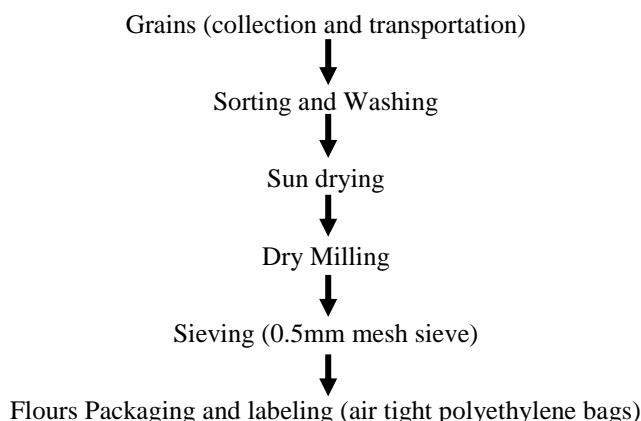 Grains (collection and transportation)
Sorting and Washing
Sun drying
Dry Milling
Sieving (0.5mm mesh sieve)
Flours Packaging and labeling (air tight polyethylene bags)